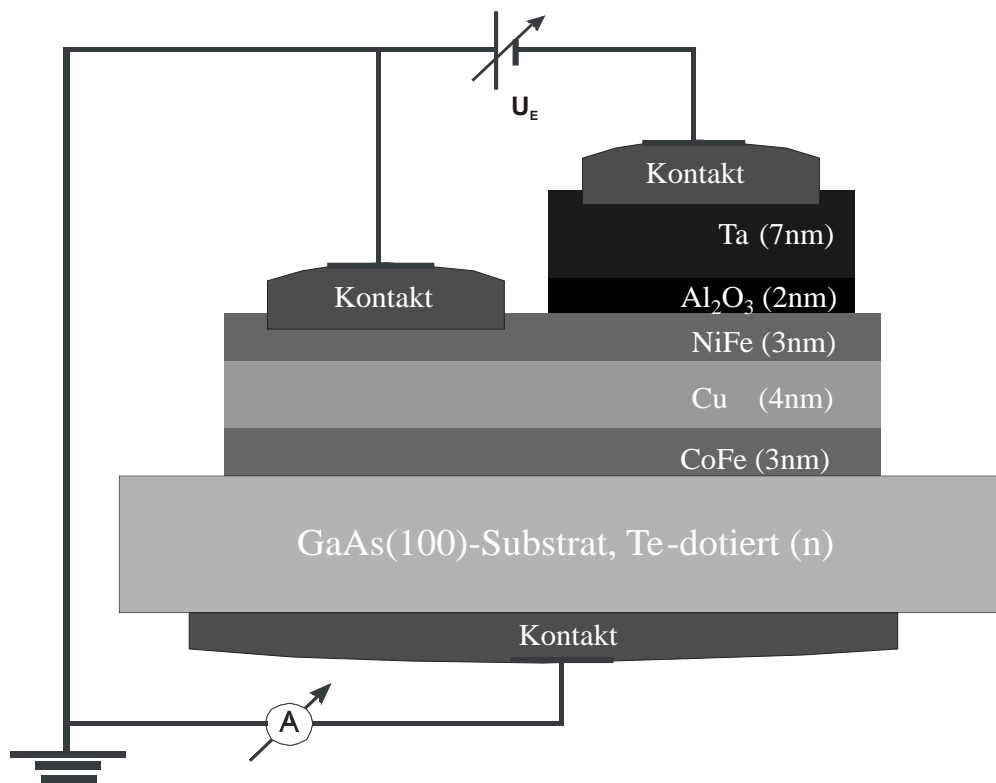 U_E
Kontakt
Ta (7nm)
Kontakt
Al₂O₃ (2nm)
NiFe (3nm)
Cu (4nm)
CoFe (3nm)
GaAs(100)-Substrat, Te-dotiert (n)
Kontakt
A